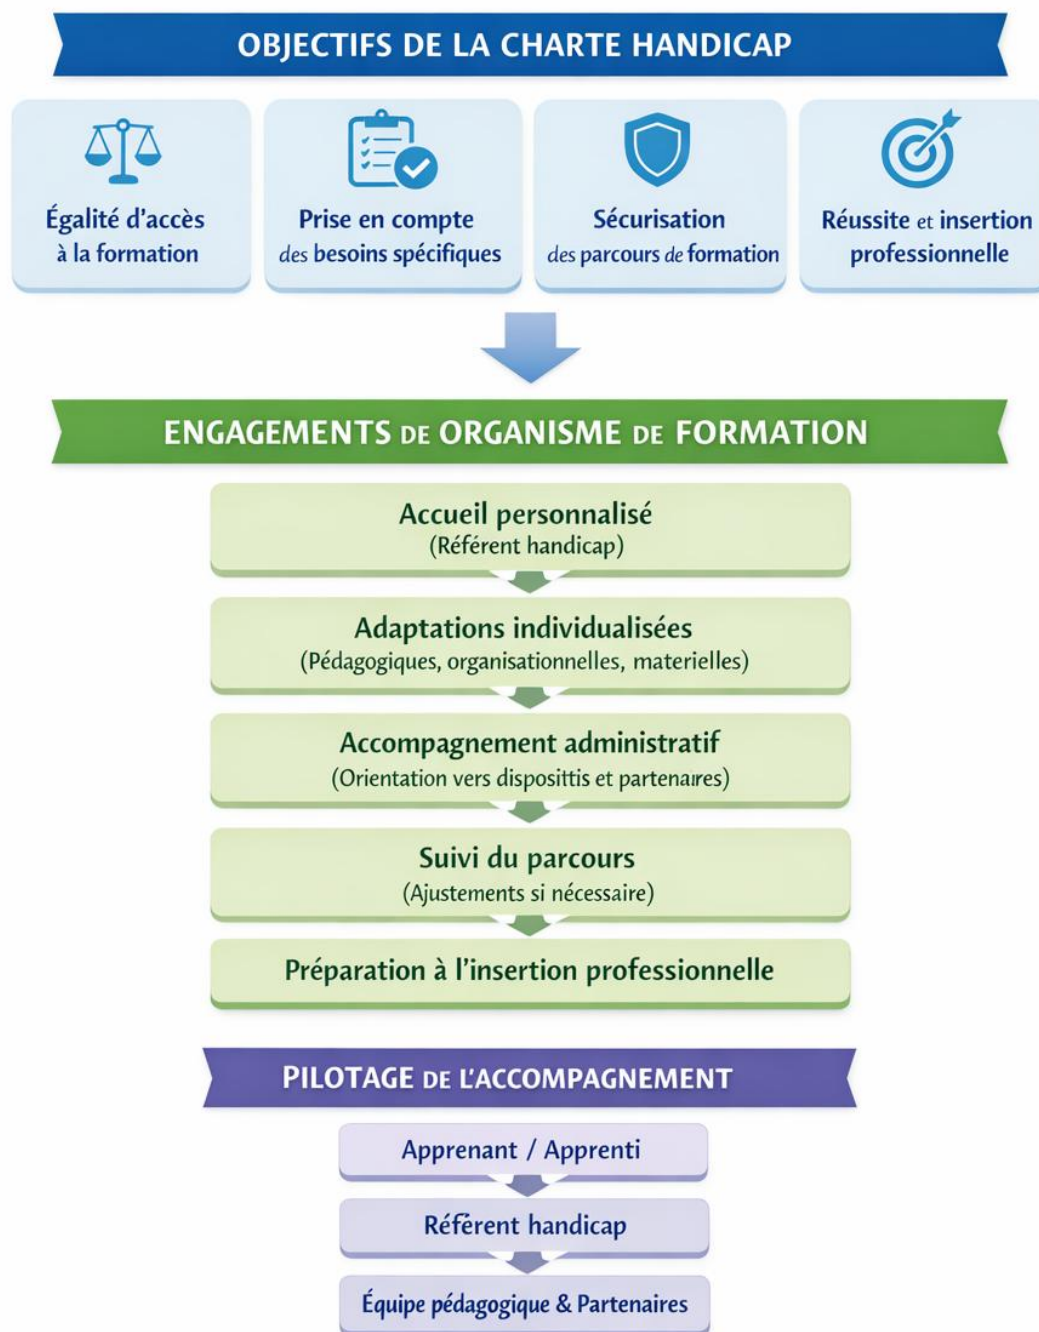 OBJECTIFS DE LA CHARTE HANDICAP
Égalité d'accès
à la formation
Prise en compte
des besoins spécifiques
Sécurisation
des parcours de formation
Réussite et insertion
professionnelle
ENGAGEMENTS DE ORGANISME DE FORMATION
Accueil personnalisé
(Référent handicap)
Adaptations individualisées
(Pédagogiques, organisationnelles, materielles)
Accompagnement administratif
(Orientation vers disposittis et partenaires)
Suivi du parcours
(Ajustements si nécessaire)
Préparation à l'insertion professionnelle
PILOTAGE DE L'ACCOMPAGNEMENT
Apprenant / Apprenti
Référent handicap
Équipe pédagogique & Partenaires